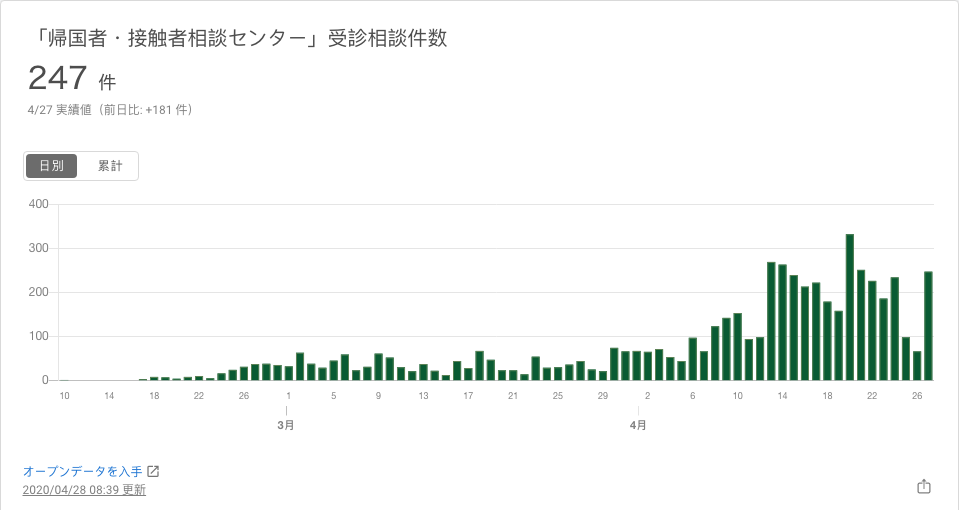 「帰国者・接触者相談センター」受診相談件数
247 件
4/27 実績値（前日比: +181 件）
日別 累計
400
300
200
100
0
10 14 18 22 26 1 5 9 13 17 21 25 29 2 6 10 14 18 22 26
3月 4月
オープンデータを入手
2020/04/28 08:39 更新